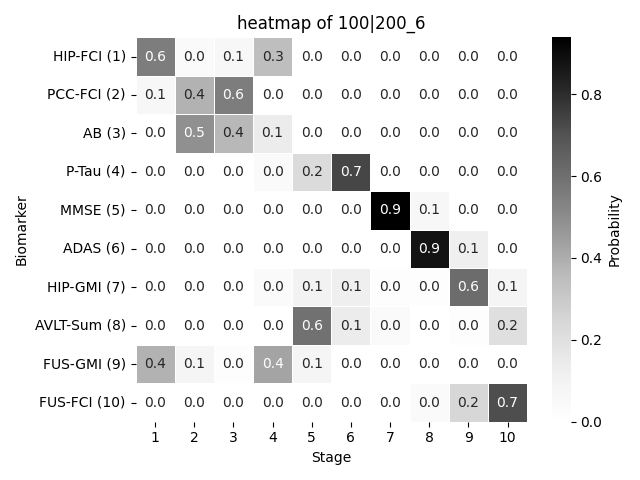 heatmap of 100|200_6
HIP-FCI (1) 0.6 0.0 0.1 0.3 0.0 0.0 0.0 0.0 0.0 0.0
PCC-FCI (2) 0.1 0.4 0.6 0.0 0.0 0.0 0.0 0.0 0.0 0.0
AB (3) 0.0 0.5 0.4 0.1 0.0 0.0 0.0 0.0 0.0 0.0
P-Tau (4) 0.0 0.0 0.0 0.0 0.2 0.7 0.0 0.0 0.0 0.0
MMSE (5) 0.0 0.0 0.0 0.0 0.0 0.0 0.9 0.1 0.0 0.0
ADAS (6) 0.0 0.0 0.0 0.0 0.0 0.0 0.0 0.9 0.1 0.0
HIP-GMI (7) 0.0 0.0 0.0 0.0 0.1 0.1 0.0 0.0 0.6 0.1
AVLT-Sum (8) 0.0 0.0 0.0 0.0 0.6 0.1 0.0 0.0 0.0 0.2
FUS-GMI (9) 0.4 0.1 0.0 0.4 0.1 0.0 0.0 0.0 0.0 0.0
FUS-FCI (10) 0.0 0.0 0.0 0.0 0.0 0.0 0.0 0.0 0.2 0.7
1 2 3 4 5 6 7 8 9 10
Stage
Biomarker
0.8
0.6
0.4
0.2
0.0
Probability